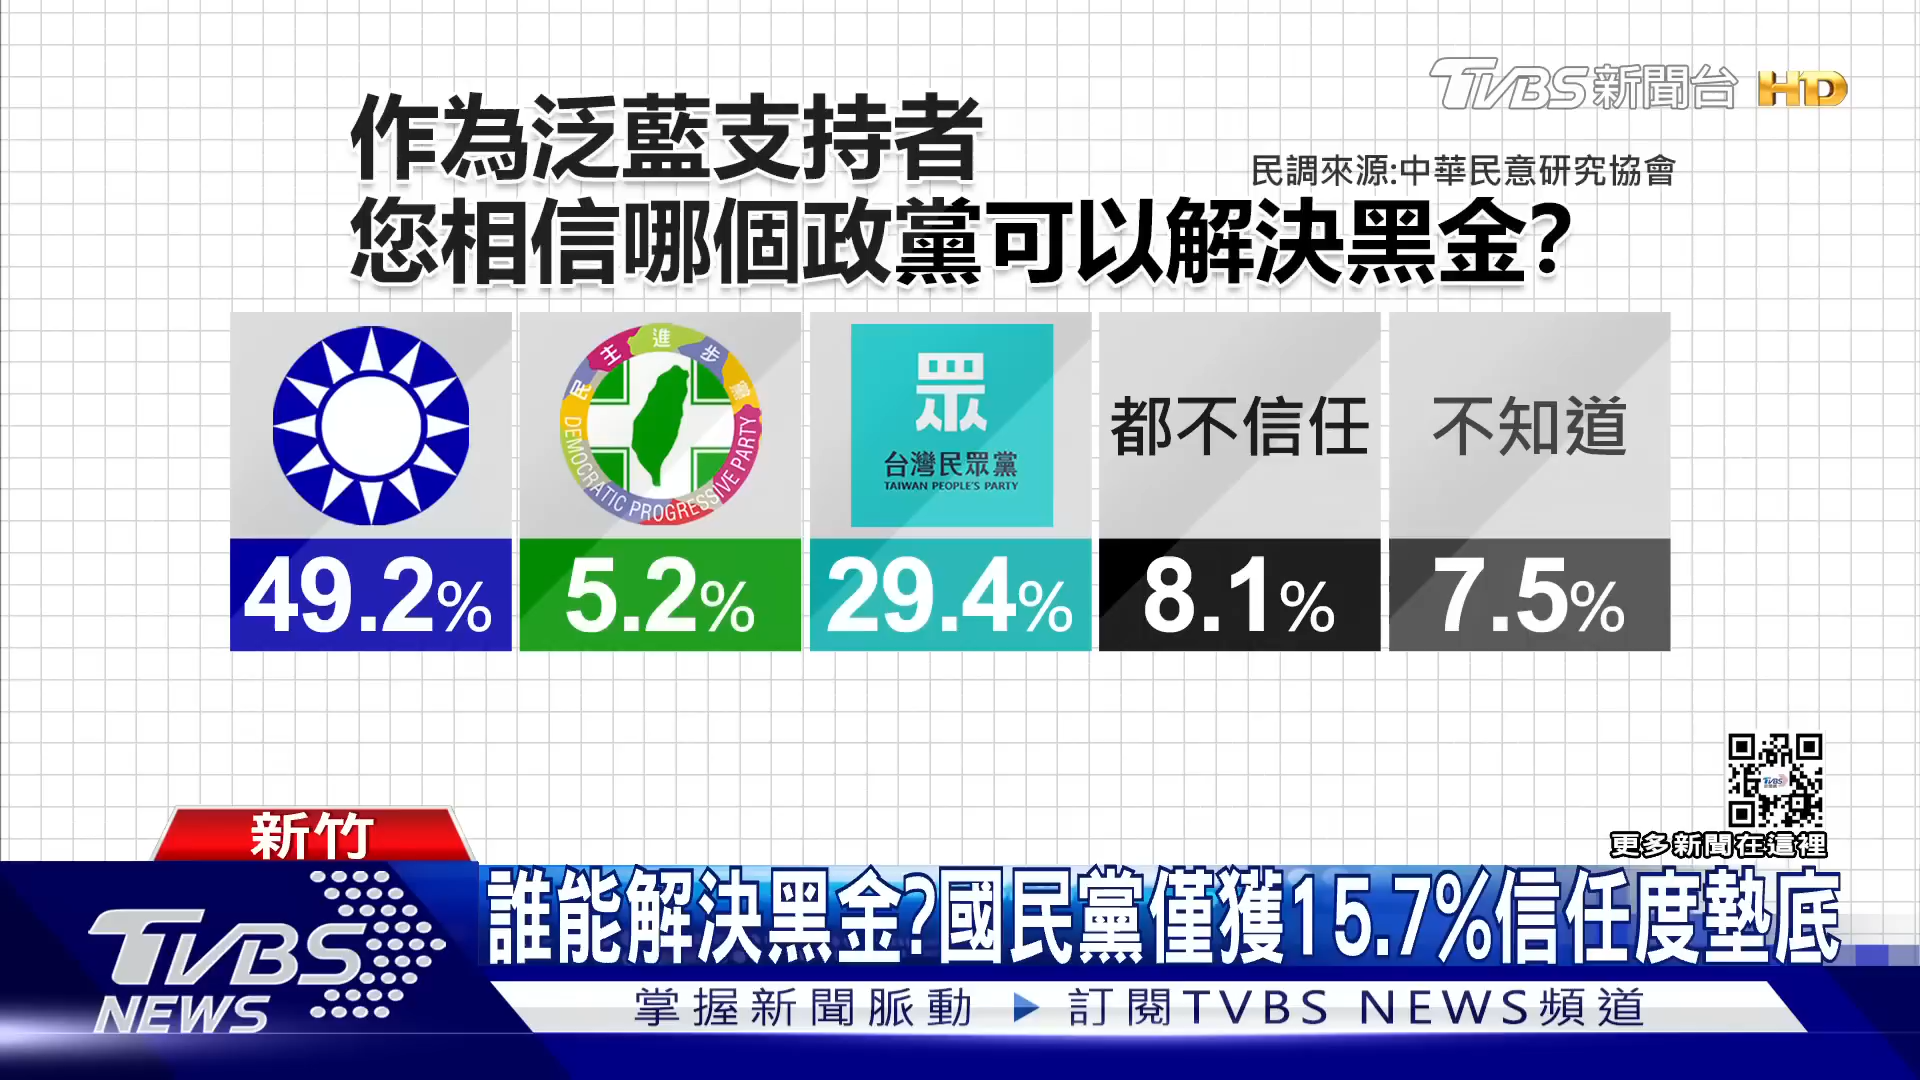 TVBS新聞台 HD
作為泛藍支持者
民調來源:中華民意研究協會
您相信哪個政黨可以解決黑金?
民主進步黨
DEMOCRATIC PROGRESSIVE PARTY
眾
台灣民眾黨
TAIWAN PEOPLE'S PARTY
都不信任
不知道
49.2%
5.2%
29.4%
8.1%
7.5%
TVBS
更多新聞在這裡
新竹
誰能解決黑金?國民黨僅獲15.7%信任度墊底
TVBS
NEWS
掌握新聞脈動 ▶ 訂閱TVBS NEWS頻道